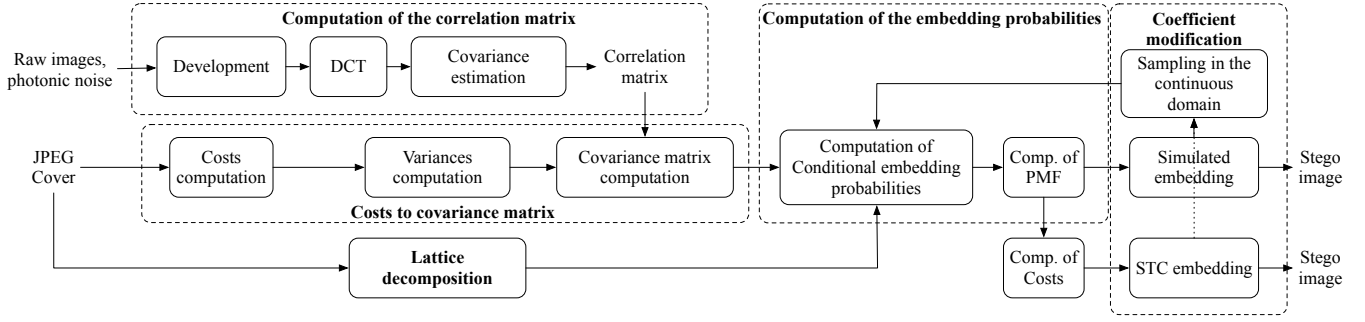 Computation of the correlation matrix
Computation of the embedding probabilities
Coefficient
modification
Raw images,
photonic noise
Development
DCT
Covariance
estimation
Correlation
matrix
Sampling in the
continuous
domain
JPEG
Cover
Costs
computation
Variances
computation
Covariance matrix
computation
Computation of
Conditional embedding
probabilities
Comp. of
PMF
Simulated
embedding
Stego
image
Costs to covariance matrix
Lattice
decomposition
Comp. of
Costs
STC embedding
Stego
image